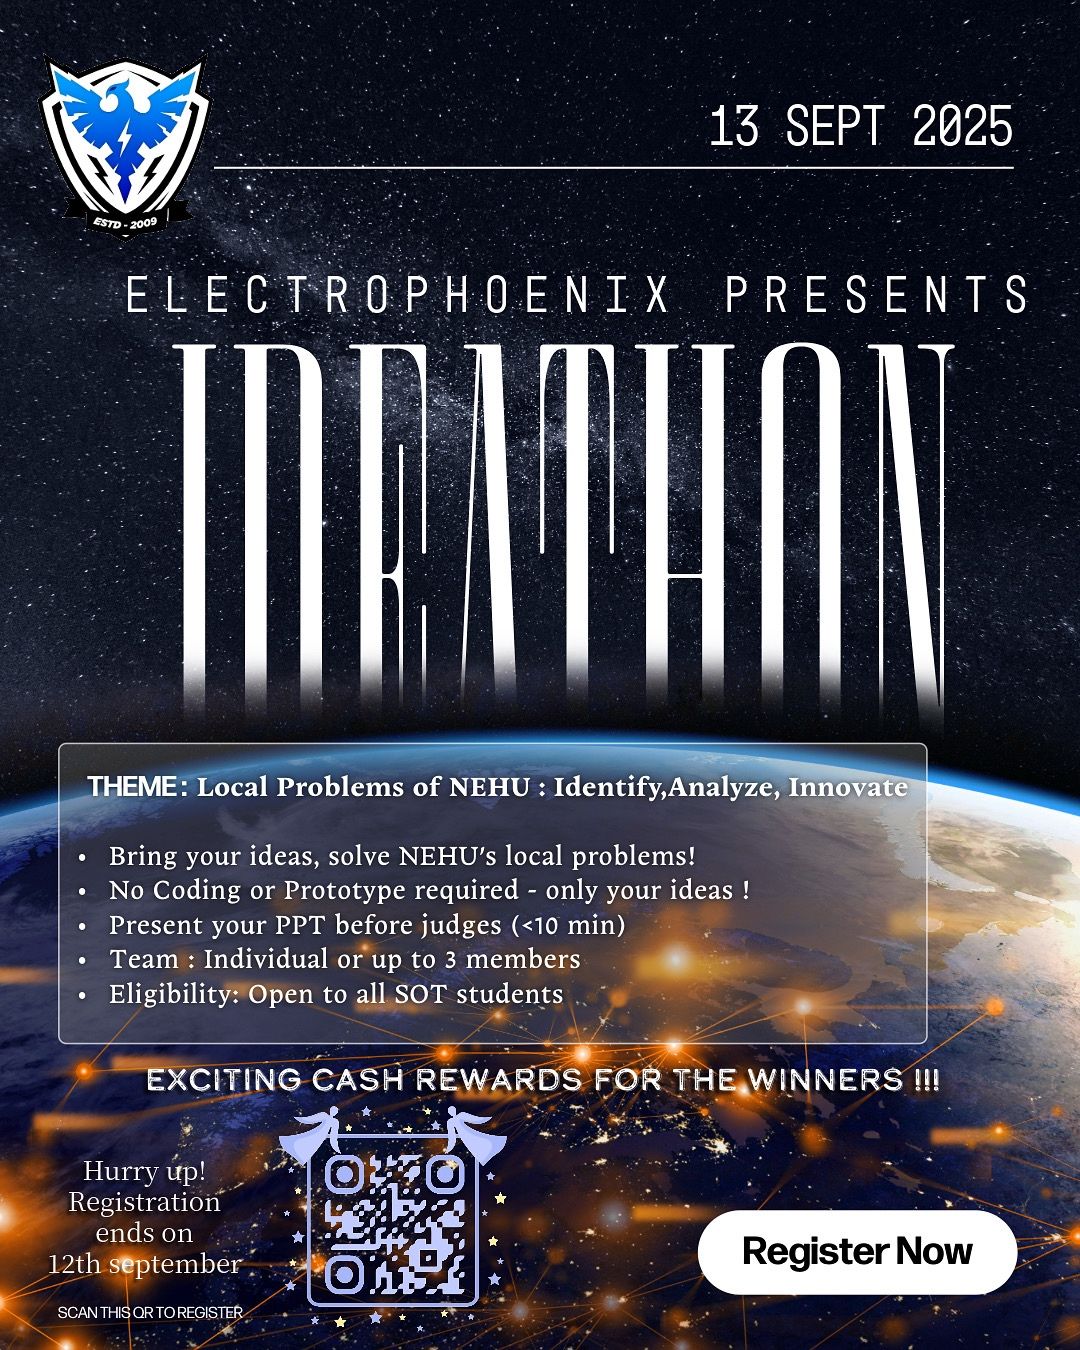 13 SEPT 2025
ESTD - 2009
ELECTROPHOENIX PRESENTS
IDEATHON
THEME : Local Problems of NEHU : Identify,Analyze, Innovate
• Bring your ideas, solve NEHU's local problems!
• No Coding or Prototype required - only your ideas !
• Present your PPT before judges (<10 min)
• Team : Individual or up to 3 members
• Eligibility: Open to all SOT students
EXCITING CASH REWARDS FOR THE WINNERS !!!
Hurry up!
Registration
ends on
12th september
SCAN THIS QR TO REGISTER
Register Now